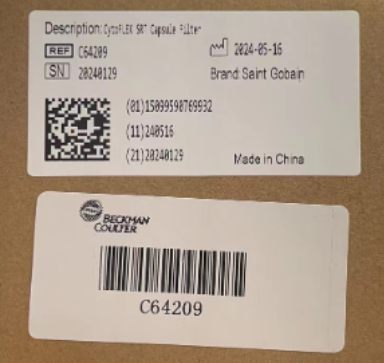 Description: CytoFLEX SRT Capsule Filter
REF C64209
2024-05-16
SN 20240129
Brand:Saint Gobain
(01)15099590769932
(11)240516
(21)20240129
Made in China
BECKMAN
COULTER
C64209